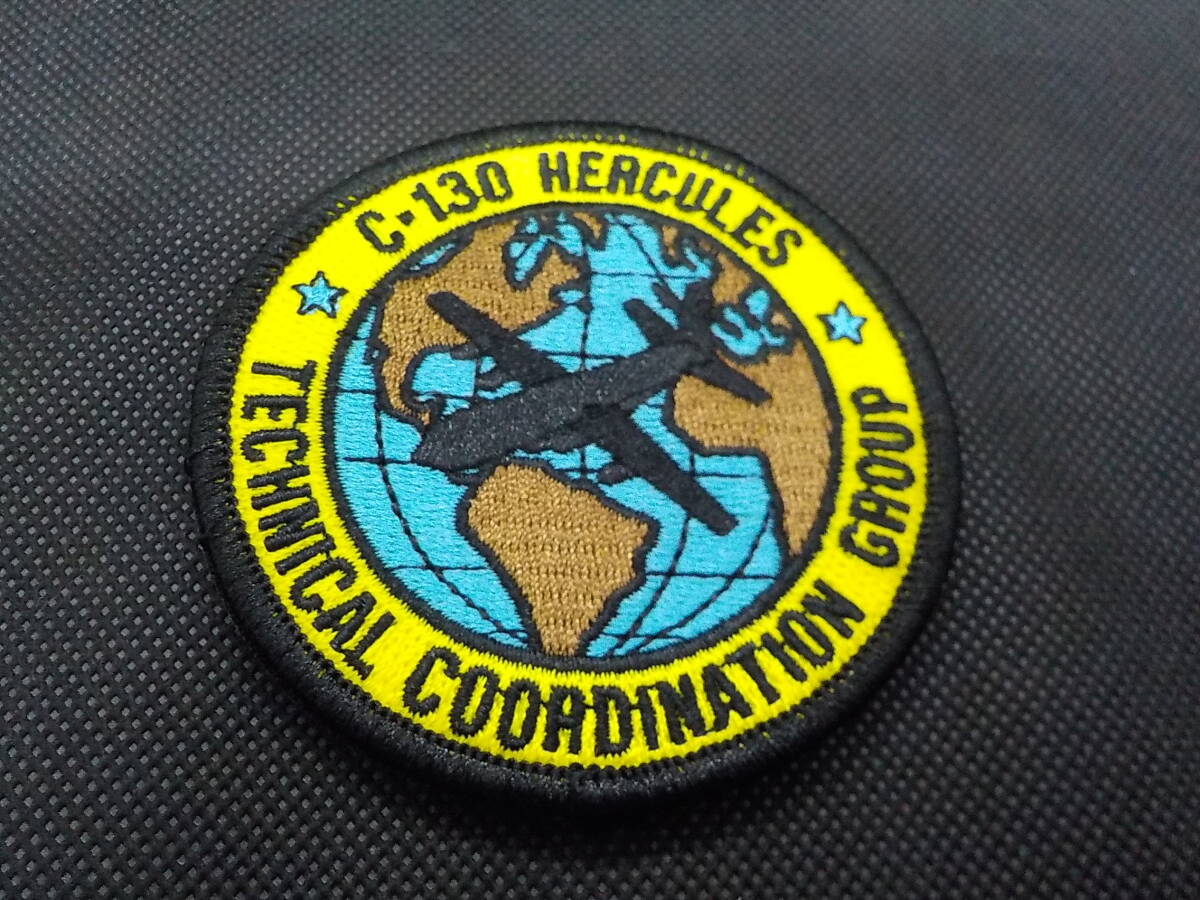 C-130 HERCULES
TECHNICAL COORDINATION GROUP